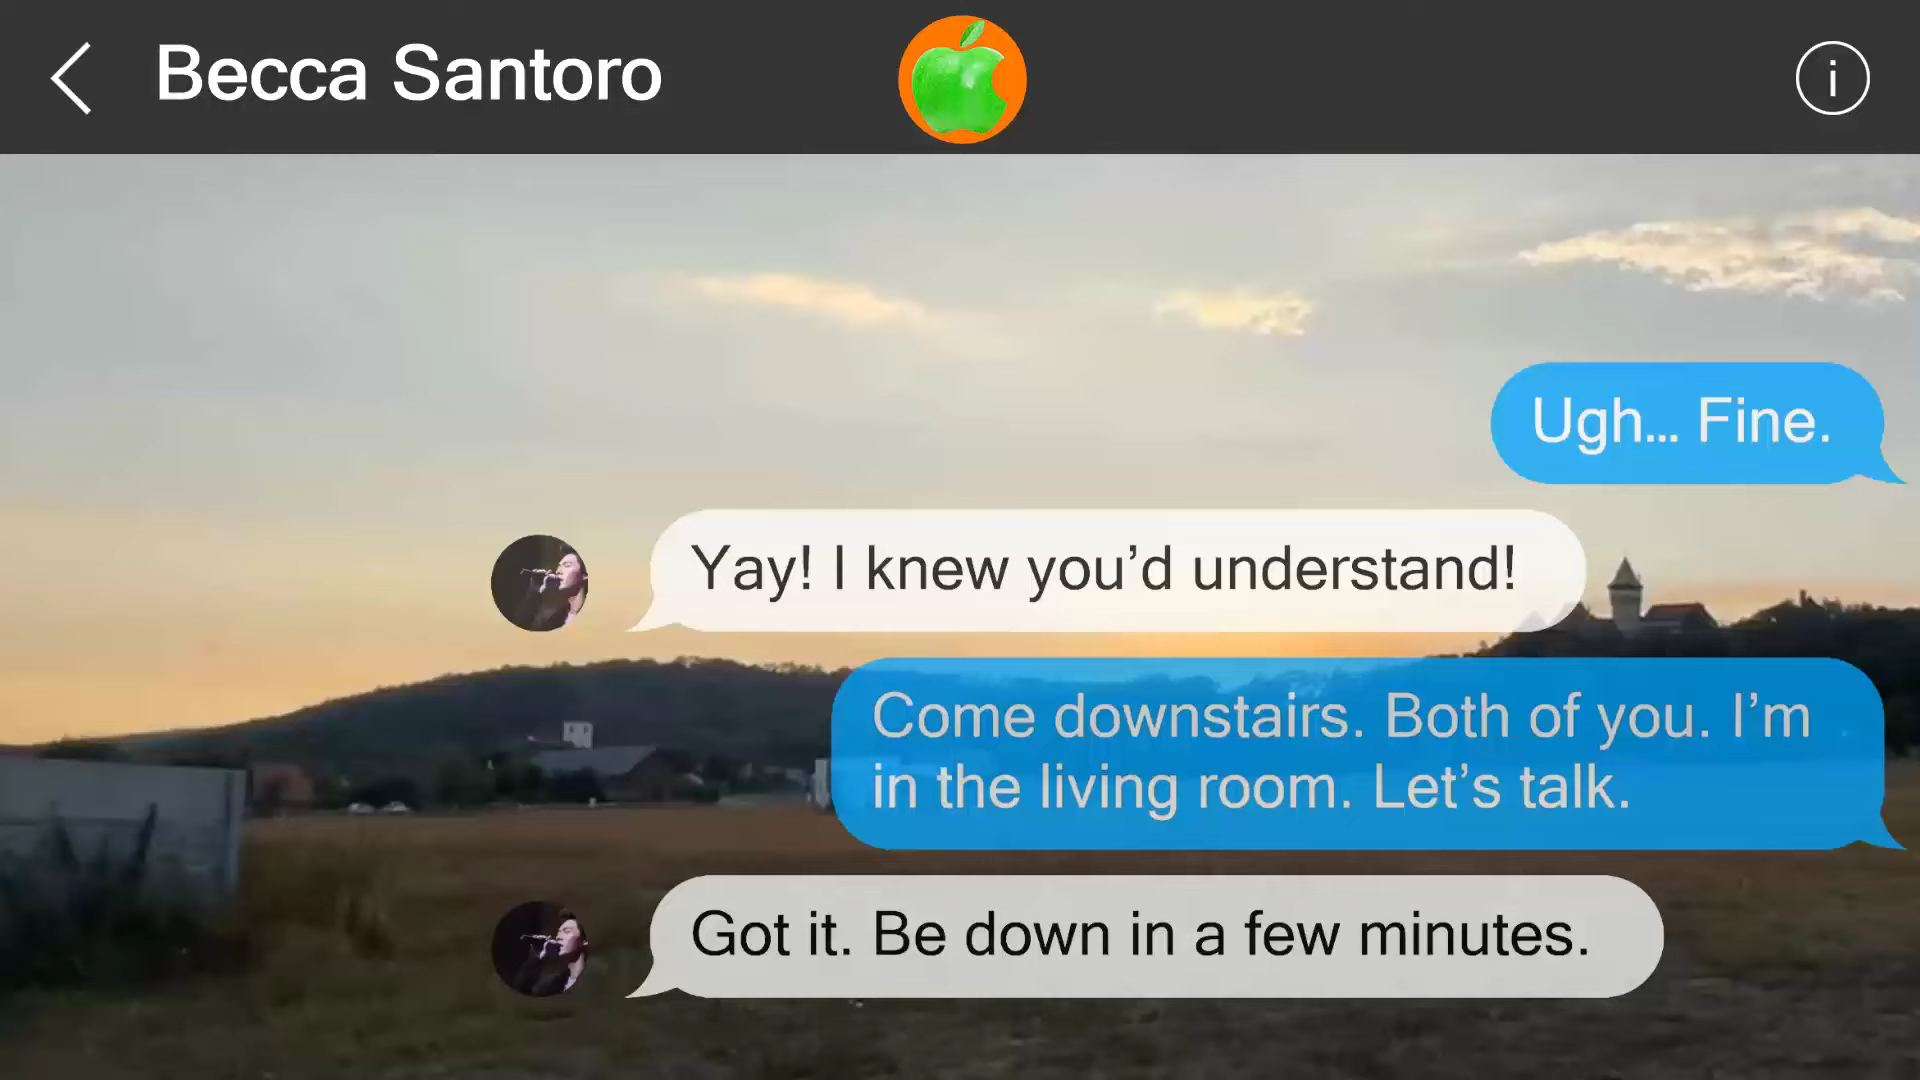 Becca Santoro
i
Ugh... Fine.
Yay! I knew you’d understand!
Come downstairs. Both of you. I’m
in the living room. Let’s talk.
Got it. Be down in a few minutes.